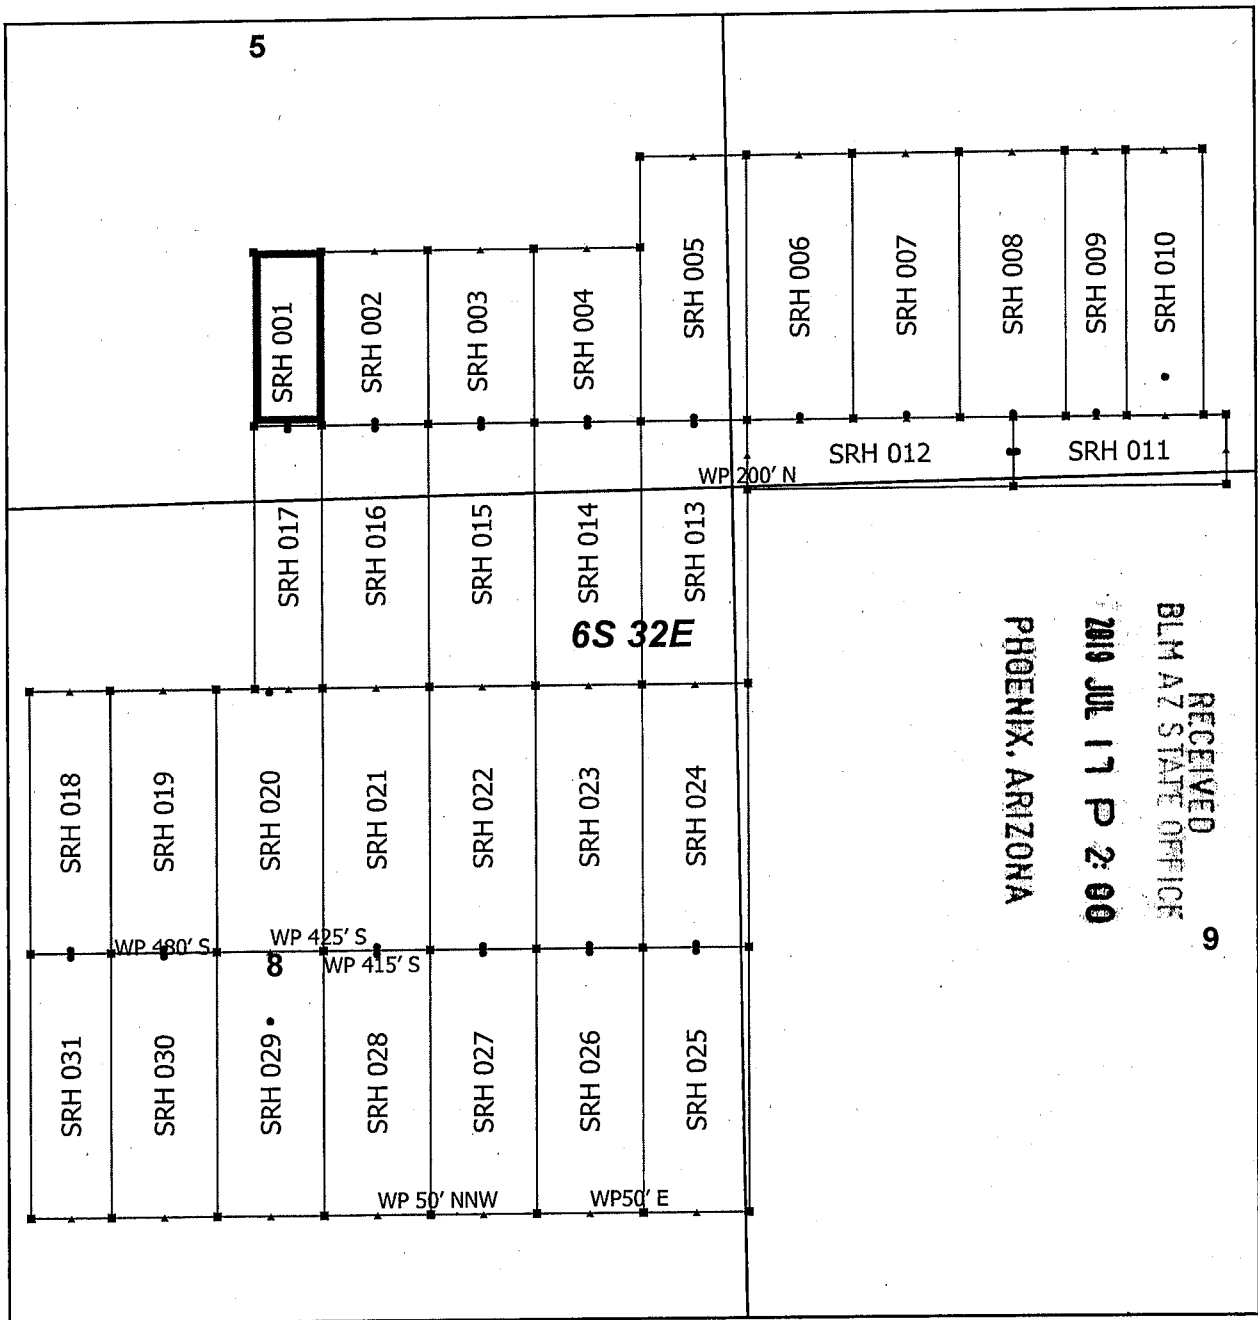 5
SRH 001
SRH 002
SRH 003
SRH 004
SRH 005
SRH 006
SRH 007
SRH 008
SRH 009
SRH 010
SRH 012
SRH 011
WP 200' N
SRH 017
SRH 016
SRH 015
SRH 014
SRH 013
6S 32E
RECEIVED
BLM AZ STATE OFFICE
2019 JUL 17 P 2:00
PHOENIX, ARIZONA
9
SRH 018
SRH 019
SRH 020
SRH 021
SRH 022
SRH 023
SRH 024
WP 480' S
WP 425' S
8
WP 415' S
SRH 031
SRH 030
SRH 029
SRH 028
SRH 027
SRH 026
SRH 025
WP 50' NNW
WP50' E